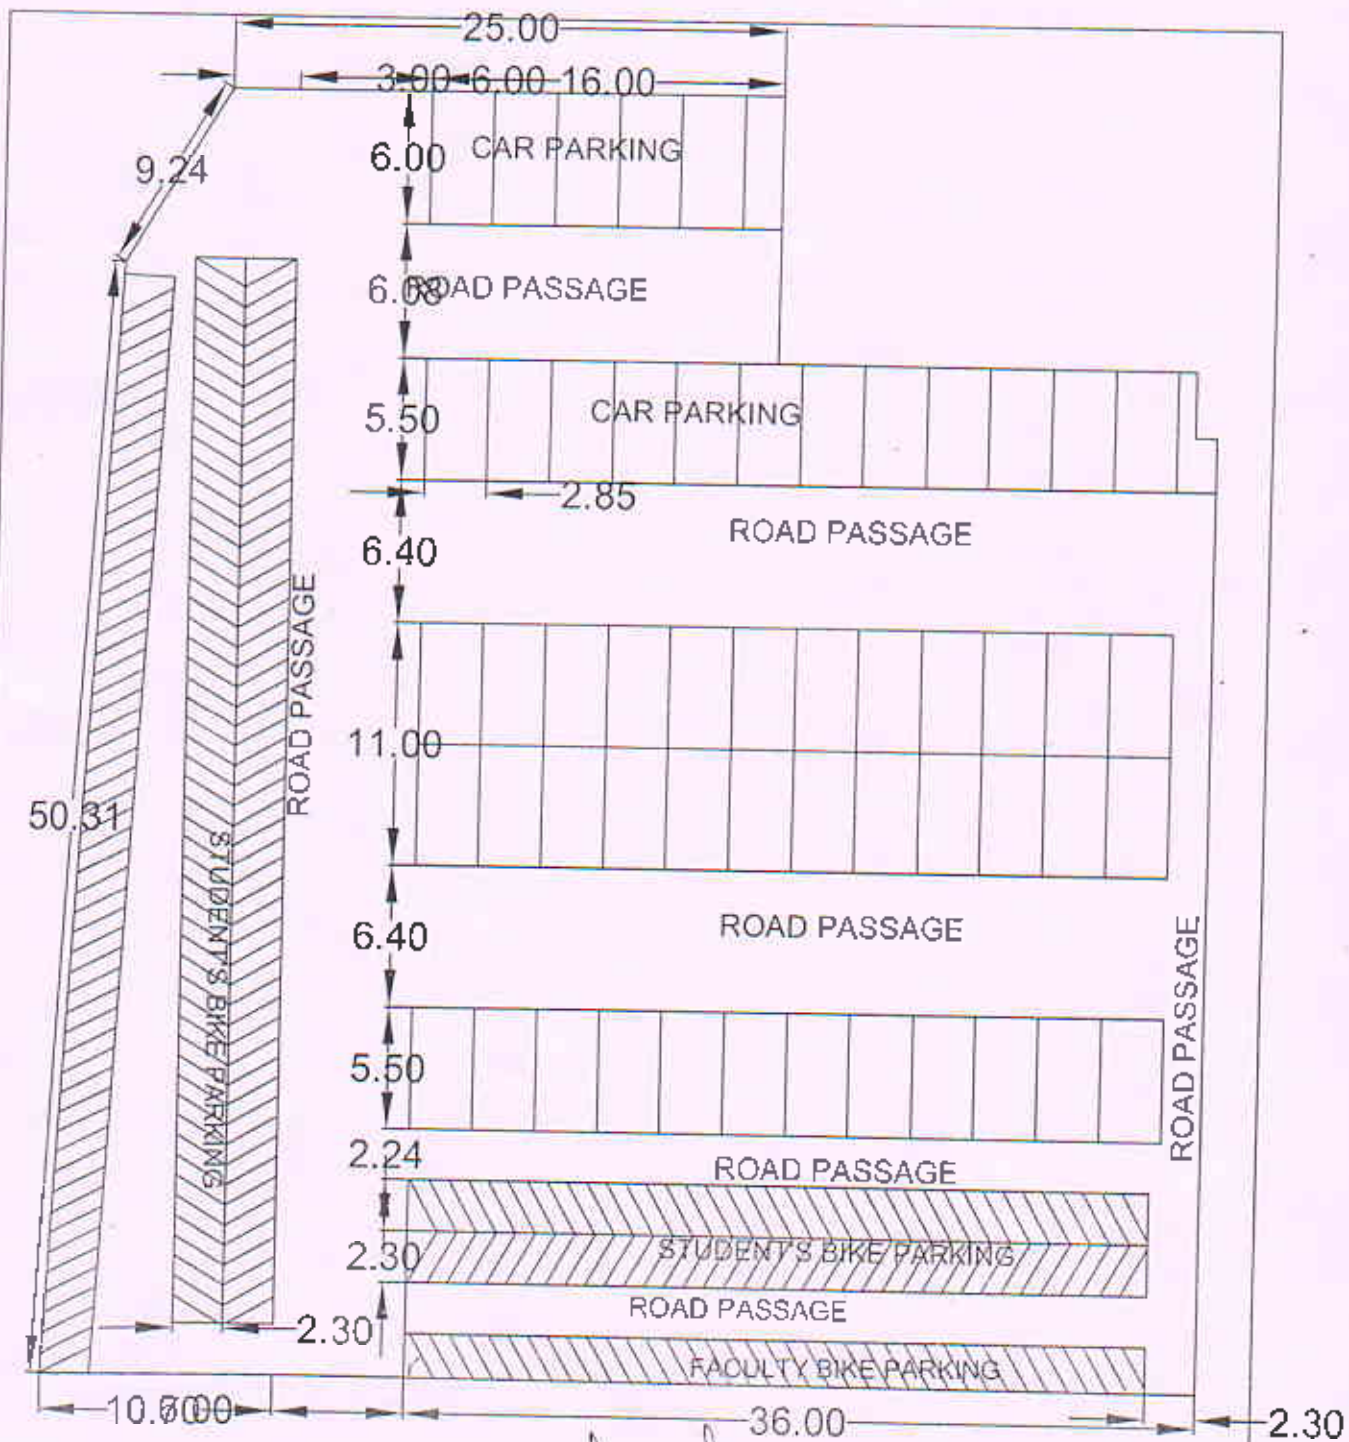 25.00
3.00 6.00 16.00
6.00
CAR PARKING
9.24
ROAD PASSAGE
5.50
CAR PARKING
2.85
6.40
ROAD PASSAGE
ROAD PASSAGE
11.00
50.31
STUDENT'S BIKE PARKING
6.40
ROAD PASSAGE
ROAD PASSAGE
5.50
2.24
ROAD PASSAGE
2.30
STUDENT'S BIKE PARKING
2.30
ROAD PASSAGE
FACULTY BIKE PARKING
36.00
2.30